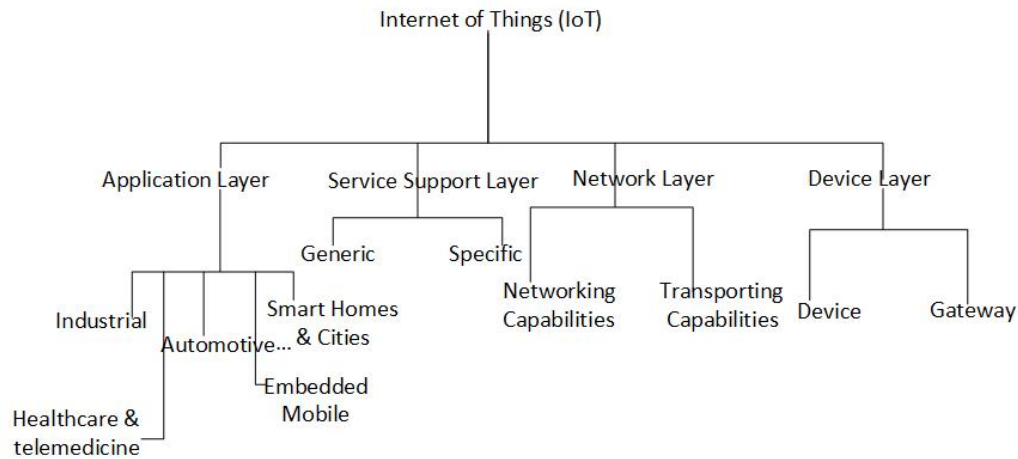 Internet of Things (IoT)
Application Layer
Service Support Layer
Network Layer
Device Layer
Generic
Specific
Networking
Capabilities
Transporting
Capabilities
Device
Gateway
Industrial
Automotive...
Smart Homes
& Cities
Embedded
Mobile
Healthcare &
telemedicine